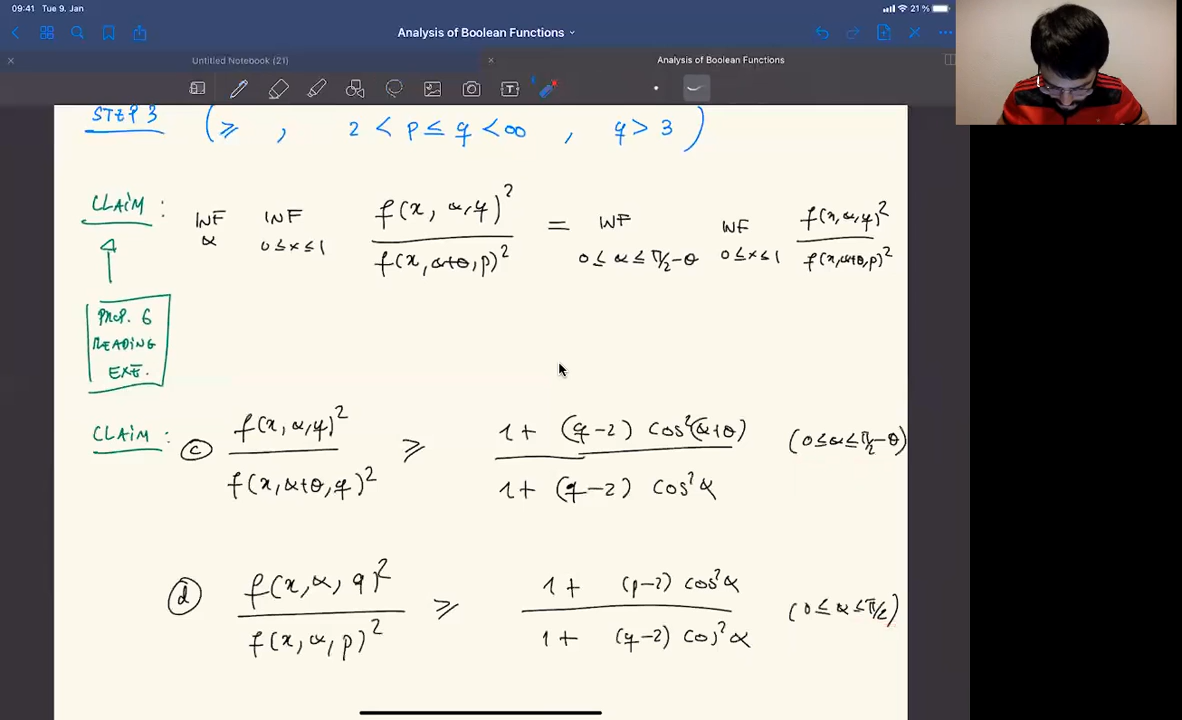 09:41 Tue 9. Jan
21 %
Analysis of Boolean Functions
Untitled Notebook (21)
Analysis of Boolean Functions
STEP 3 ( ≥ , 2 < p ≤ q < ∞ , q > 3 )
CLAIM : INF α INF 0≤x≤1 f(x, α,q)² / f(x, α+θ,p)² = INF 0≤α≤π/2-θ INF 0≤x≤1 f(x,α,q)² / f(x,α+θ,p)²
PROP. 6
READING
EXE.
CLAIM : (c) f(x,α,q)² / f(x,α+θ,q)² ≥ 1+ (q-2) cos²(α+θ) / 1+ (q-2) cos²α (0≤α≤π/2-θ)
(d) f(x,α,q)² / f(x,α,p)² ≥ 1+ (p-2) cos²α / 1+ (q-2) cos²α (0≤α≤π/2)